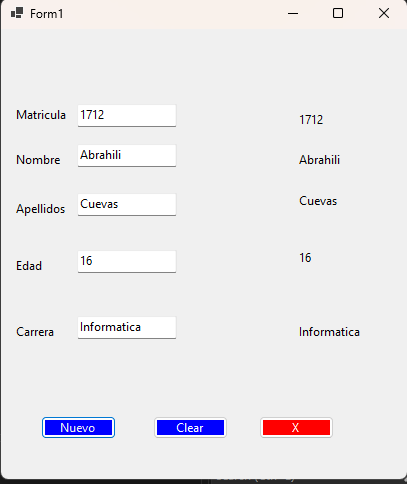 Form1
Matricula 1712 1712
Nombre Abrahili Abrahili
Apellidos Cuevas Cuevas
Edad 16 16
Carrera Informatica Informatica
Nuevo Clear X